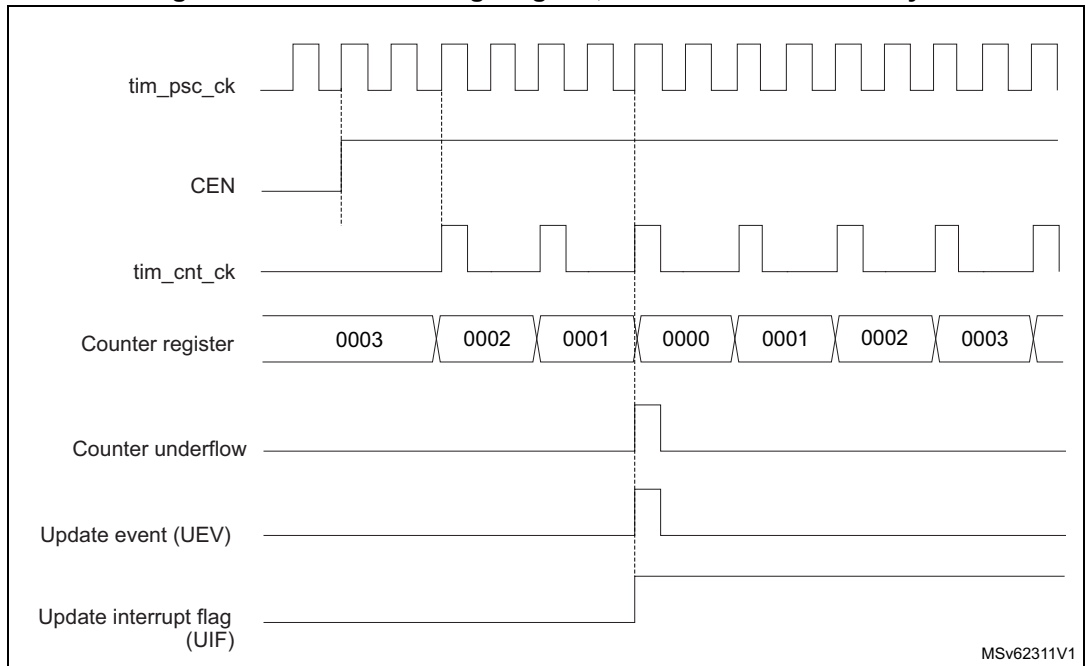 tim_psc_ck
CEN
tim_cnt_ck
Counter register
0003 0002 0001 0000 0001 0002 0003
Counter underflow
Update event (UEV)
Update interrupt flag
(UIF)
MSv62311V1